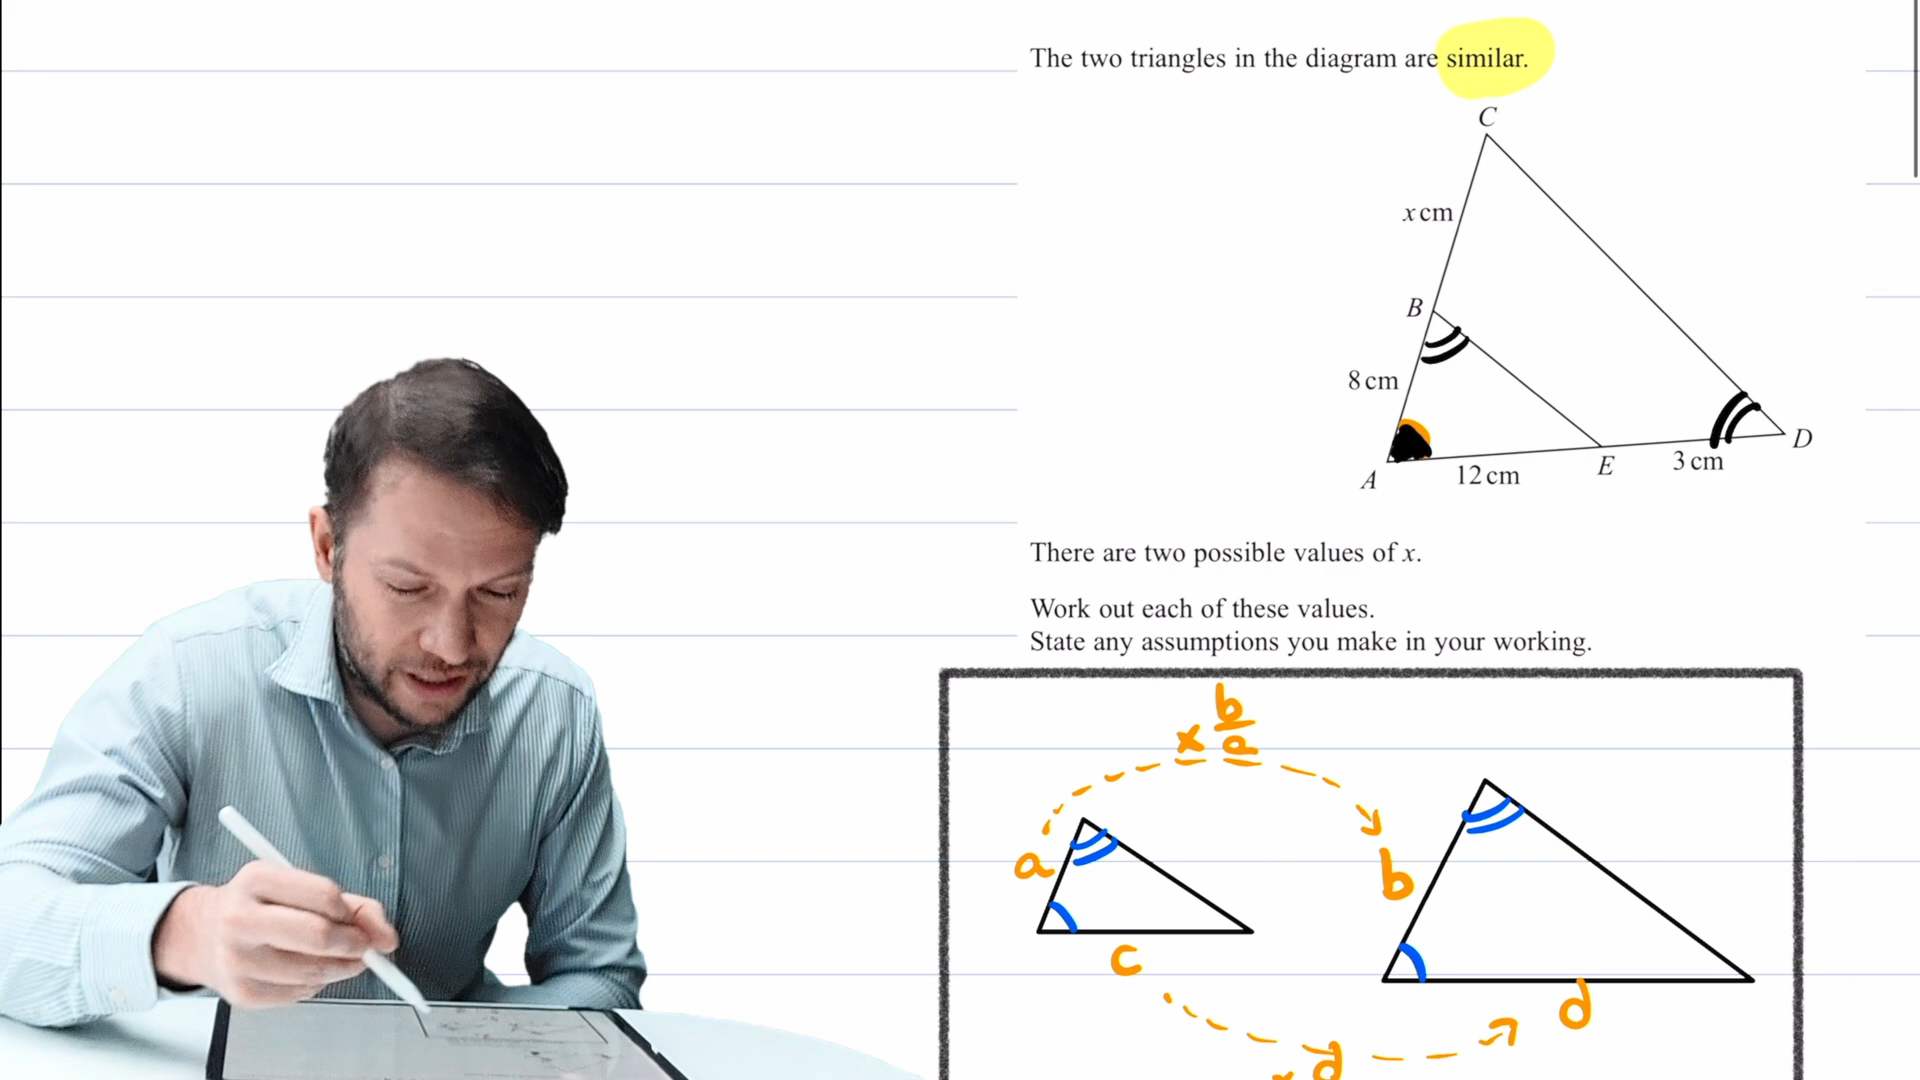 The two triangles in the diagram are similar.
C
x cm
B
8 cm
D
A
12 cm
E
3 cm
There are two possible values of x.
Work out each of these values.
State any assumptions you make in your working.
× b/a
a
b
c
d
× d